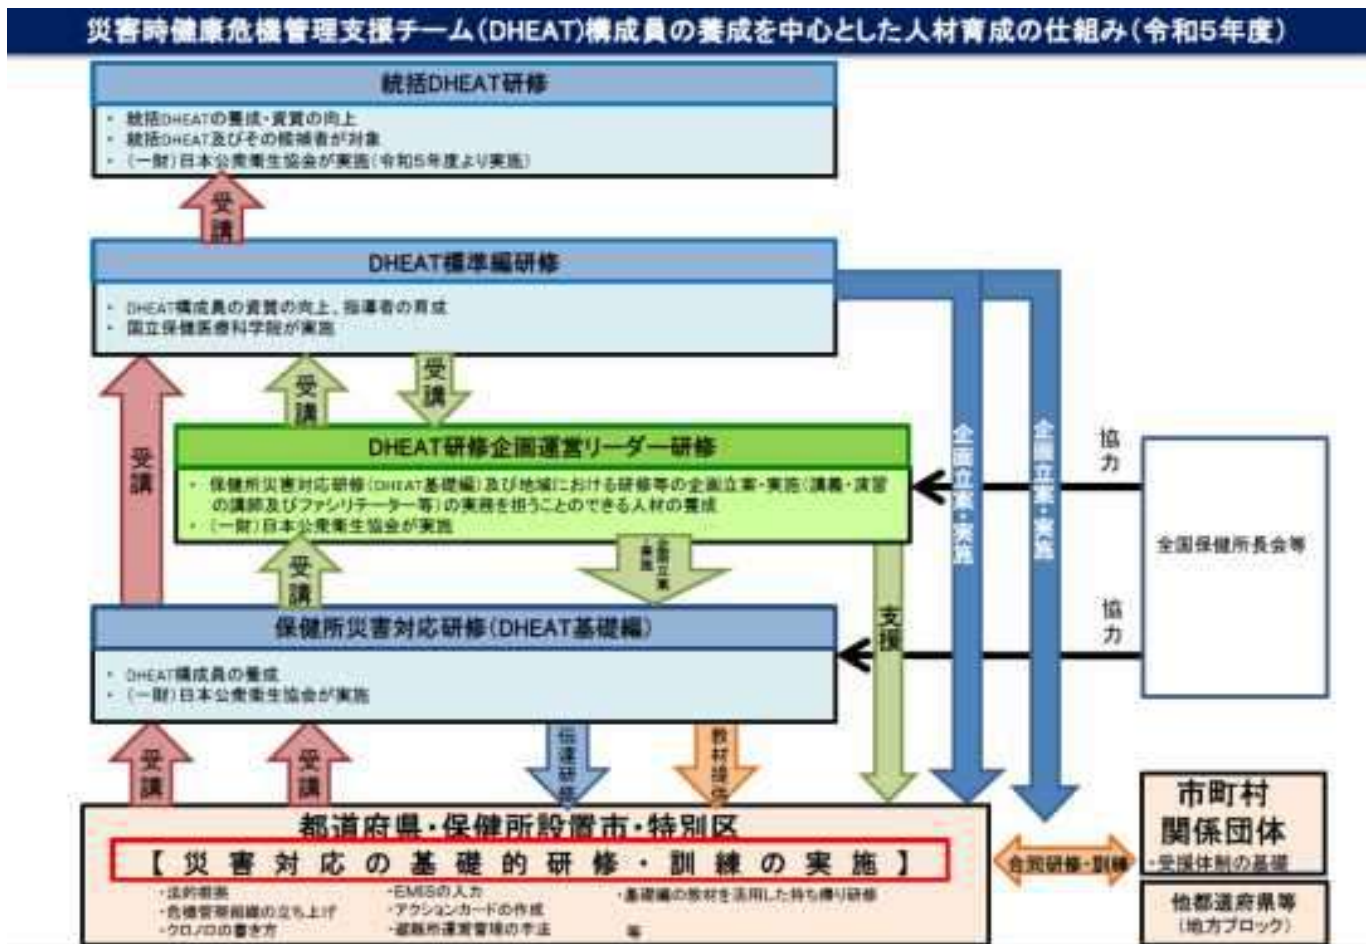 災害時健康危機管理支援チーム(DHEAT)構成員の養成を中心とした人材育成の仕組み(令和5年度)
統括DHEAT研修
・ 統括DHEATの養成・資質の向上
・ 統括DHEAT及びその候補者が対象
・ (一財)日本公衆衛生協会が実施(令和5年度より実施)
受講
DHEAT標準編研修
・ DHEAT構成員の資質の向上、指導者の育成
・ 国立保健医療科学院が実施
受講
受講
受講
DHEAT研修企画運営リーダー研修
・ 保健所災害対応研修(DHEAT基礎編)及び地域における研修等の企画立案・実施(講義・演習
の講師及びファシリテーター等)の実務を担うことのできる人材の養成
・ (一財)日本公衆衛生協会が実施
受講
企画立案・実施
企画立案・実施
企画立案・実施
協力
全国保健所長会等
協力
支援
保健所災害対応研修(DHEAT基礎編)
・ DHEAT構成員の養成
・ (一財)日本公衆衛生協会が実施
受講
受講
伝達研修
教材提供
都道府県・保健所設置市・特別区
【災害対応の基礎的研修・訓練の実施】
・法的根拠
・危機管理組織の立ち上げ
・クロノロの書き方
・EMISの入力
・アクションカードの作成
・避難所運営管理の手法
・基礎編の教材を活用した持ち帰り研修
等
合同研修・訓練
市町村
関係団体
・受援体制の基礎
他都道府県等
(地方ブロック)